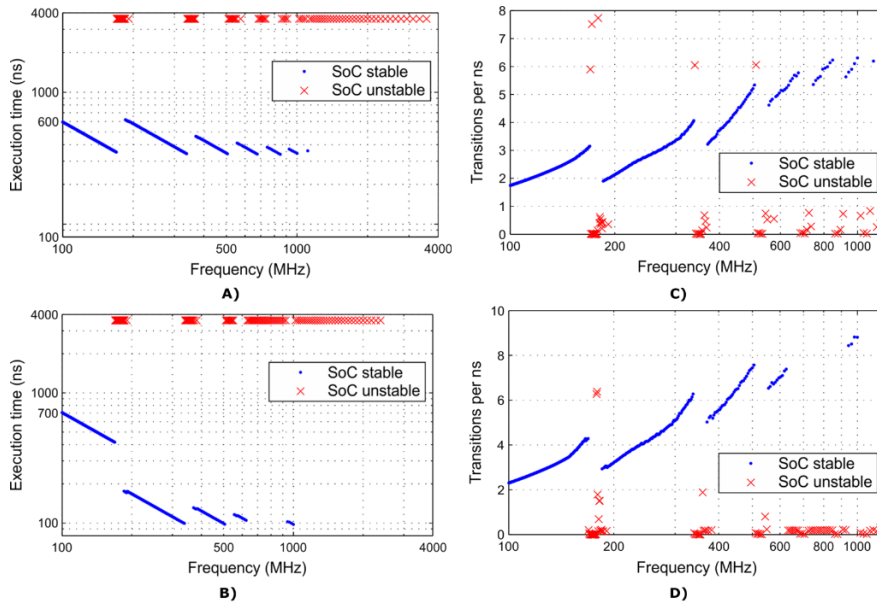 4000
1000
600
100
Execution time (ns)
SoC stable
SoC unstable
100
500
1000
4000
Frequency (MHz)
A)
8
7
6
5
4
3
2
1
0
Transitions per ns
SoC stable
SoC unstable
100
200
400
600
800
1000
Frequency (MHz)
C)
4000
1000
700
100
Execution time (ns)
SoC stable
SoC unstable
100
500
1000
4000
Frequency (MHz)
B)
10
8
6
4
2
0
Transitions per ns
SoC stable
SoC unstable
100
200
400
600
800
1000
Frequency (MHz)
D)